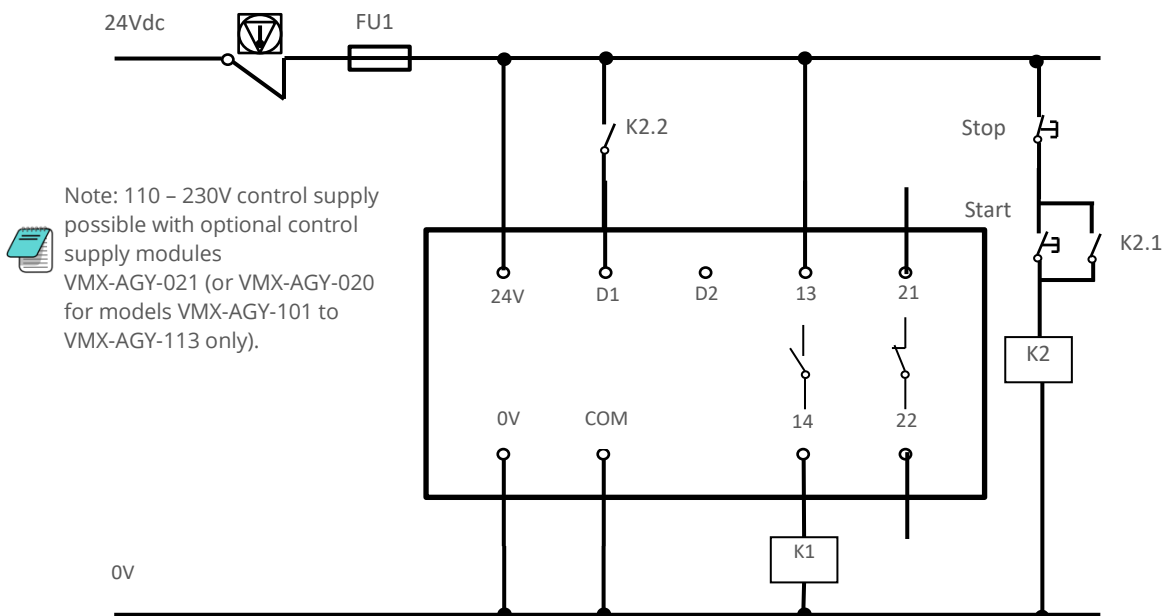 24Vdc
FU1
K2.2
Stop
Note: 110 – 230V control supply
possible with optional control
supply modules
VMX-AGY-021 (or VMX-AGY-020
for models VMX-AGY-101 to
VMX-AGY-113 only).
Start
K2.1
24V
D1
D2
13
21
K2
0V
COM
14
22
K1
0V